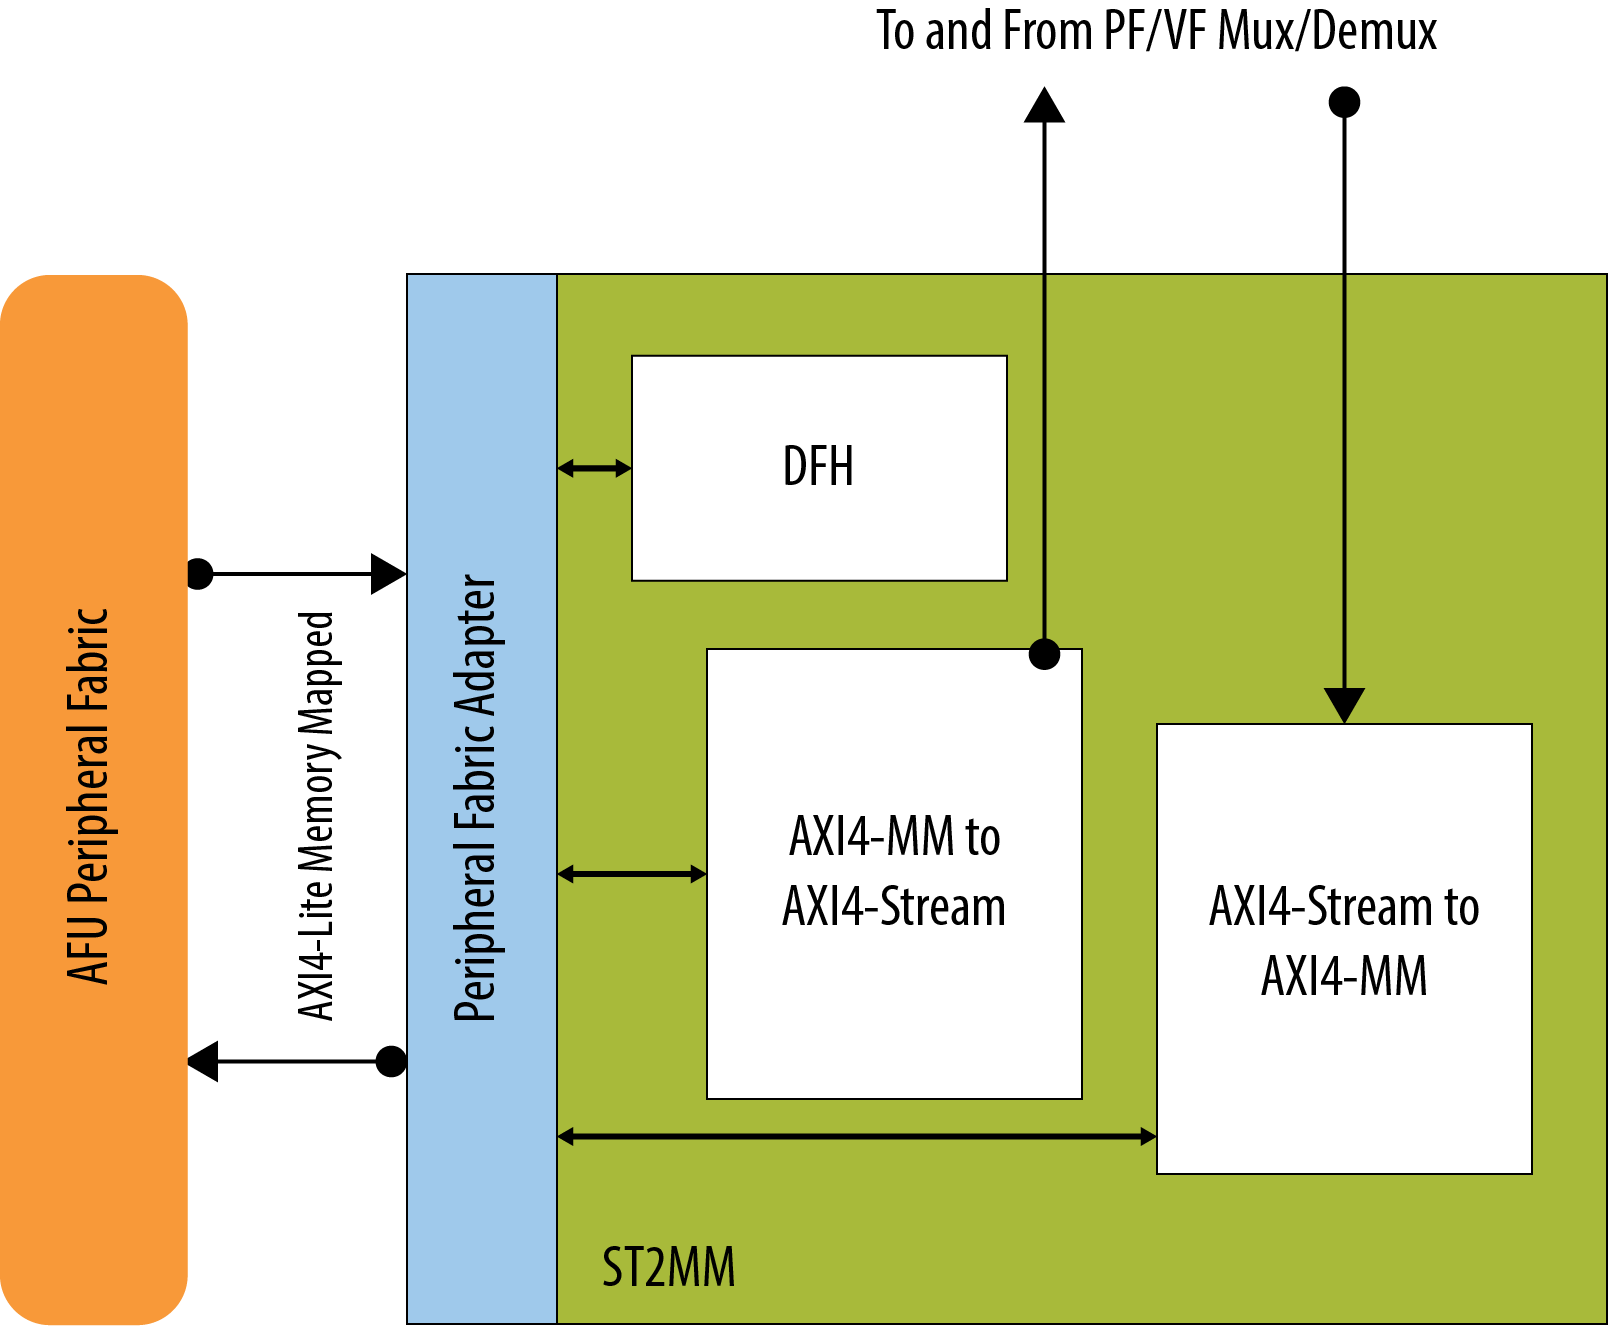 To and From PF/VF Mux/Demux
AFU Peripheral Fabric
AXI4-Lite Memory Mapped
Peripheral Fabric Adapter
DFH
AXI4-MM to
AXI4-Stream
AXI4-Stream to
AXI4-MM
ST2MM